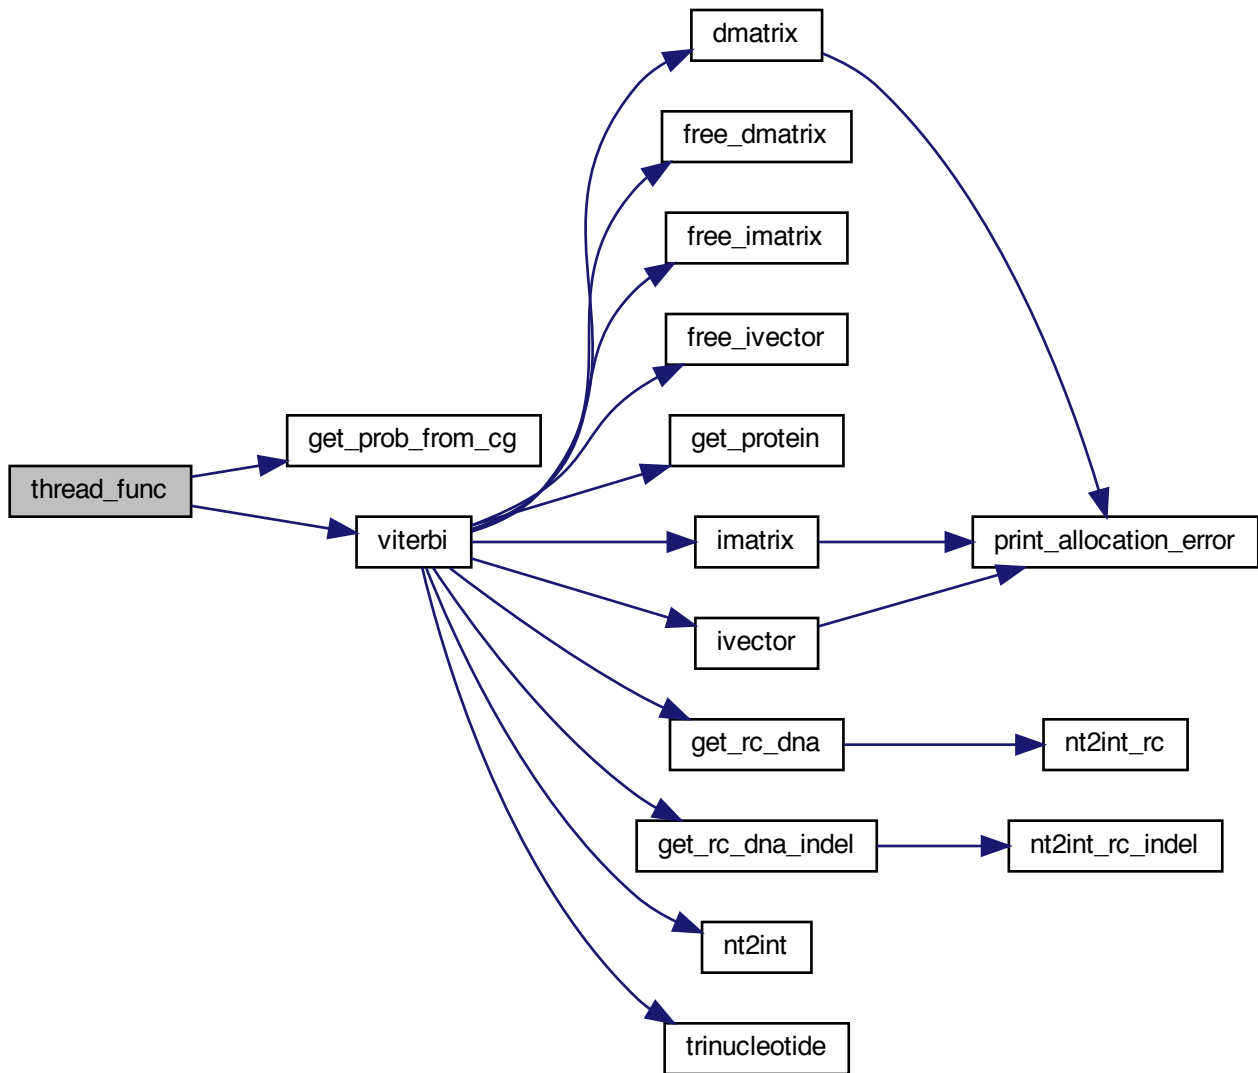 dmatrix
free_dmatrix
free_imatrix
free_ivector
get_prob_from_cg
get_protein
thread_func
viterbi
imatrix
print_allocation_error
ivector
get_rc_dna
nt2int_rc
get_rc_dna_indel
nt2int_rc_indel
nt2int
trinucleotide